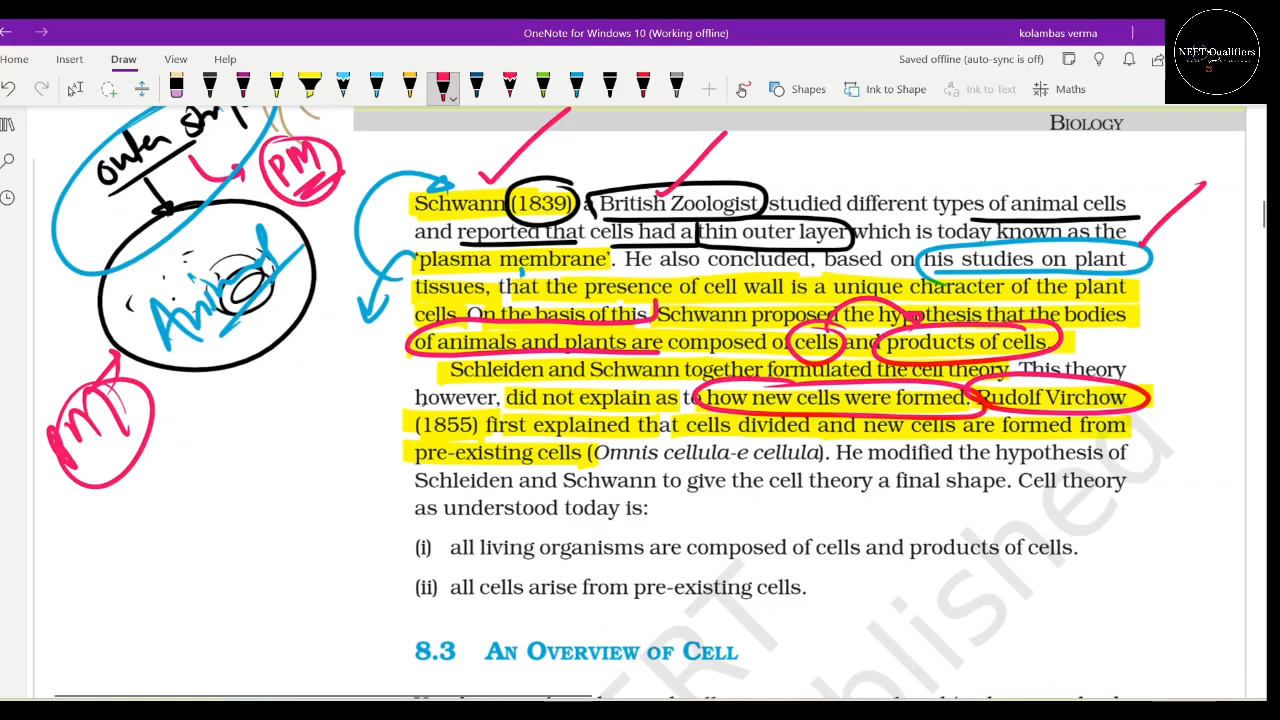 OneNote for Windows 10 (Working offline)
kolambas verma
NEET Qualifiers
Home Insert Draw View Help
Saved offline (auto-sync is off)
Shapes Ink to Shape Ink to Text Maths
BIOLOGY
outer
PM
Animal
PM
Schwann (1839) a British Zoologist, studied different types of animal cells
and reported that cells had a thin outer layer which is today known as the
‘plasma membrane’. He also concluded, based on his studies on plant
tissues, that the presence of cell wall is a unique character of the plant
cells. On the basis of this, Schwann proposed the hypothesis that the bodies
of animals and plants are composed of cells and products of cells.
Schleiden and Schwann together formulated the cell theory. This theory
however, did not explain as to how new cells were formed. Rudolf Virchow
(1855) first explained that cells divided and new cells are formed from
pre-existing cells (Omnis cellula-e cellula). He modified the hypothesis of
Schleiden and Schwann to give the cell theory a final shape. Cell theory
as understood today is:
(i) all living organisms are composed of cells and products of cells.
(ii) all cells arise from pre-existing cells.
8.3 AN OVERVIEW OF CELL